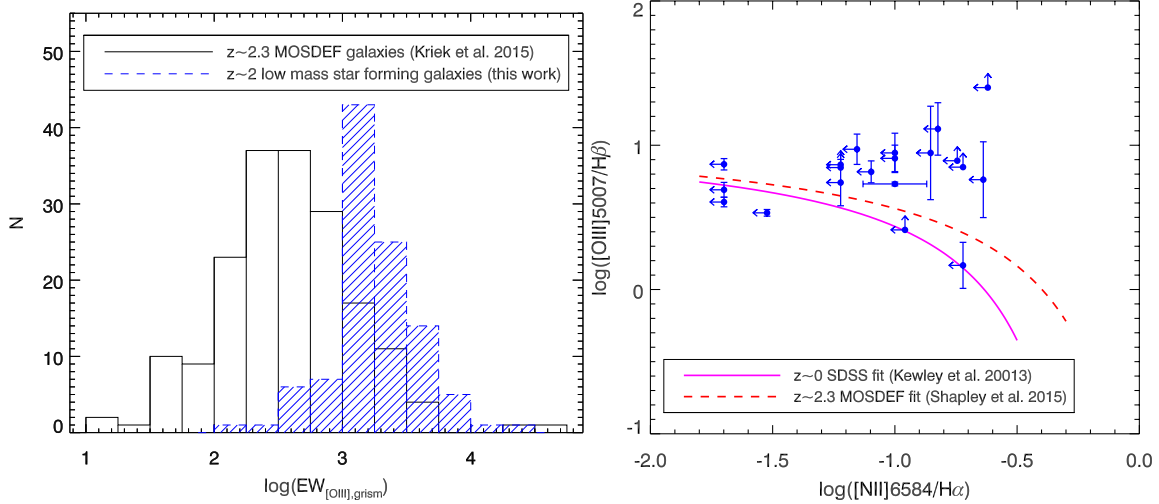 50
40
30
20
10
0
N
z~2.3 MOSDEF galaxies (Kriek et al. 2015)
z~2 low mass star forming galaxies (this work)
1 2 3 4
log(EW[OIII],grism)
2
1
0
-1
log([OIII]5007/Hβ)
z~0 SDSS fit (Kewley et al. 20013)
z~2.3 MOSDEF fit (Shapley et al. 2015)
-2.0 -1.5 -1.0 -0.5 0.0
log([NII]6584/Hα)